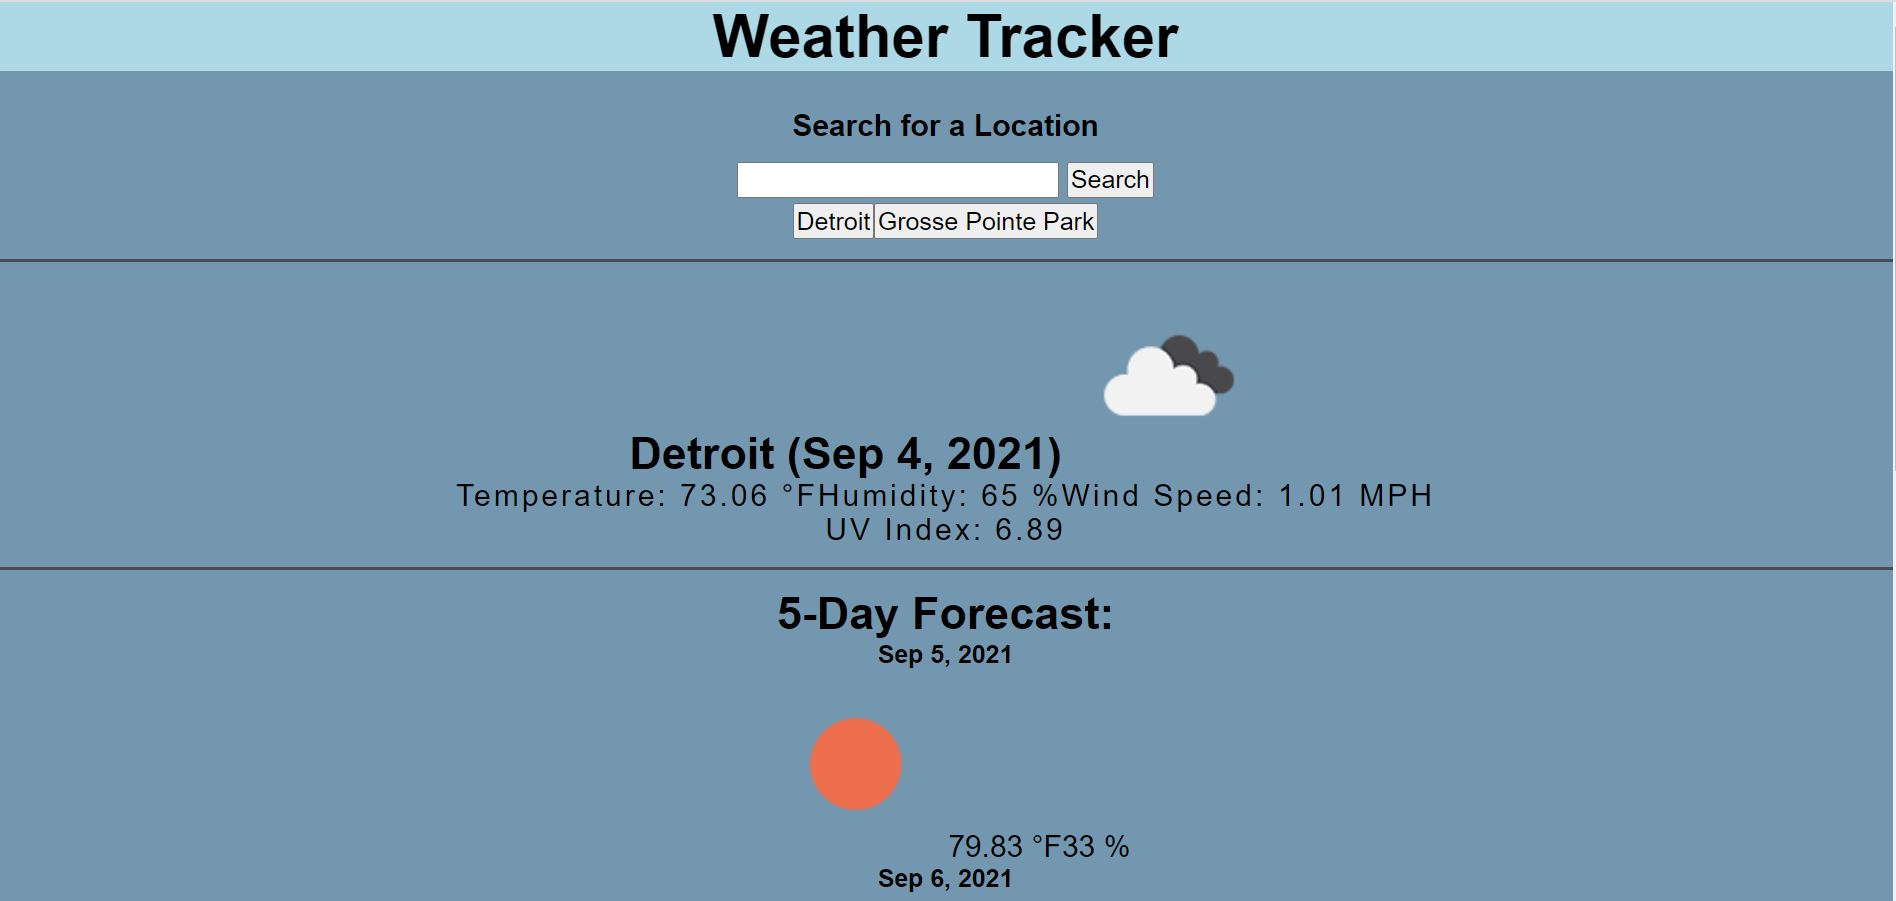 Weather Tracker
Search for a Location
Search
Detroit Grosse Pointe Park
Detroit (Sep 4, 2021)
Temperature: 73.06 °FHumidity: 65 %Wind Speed: 1.01 MPH
UV Index: 6.89
5-Day Forecast:
Sep 5, 2021
79.83 °F33 %
Sep 6, 2021